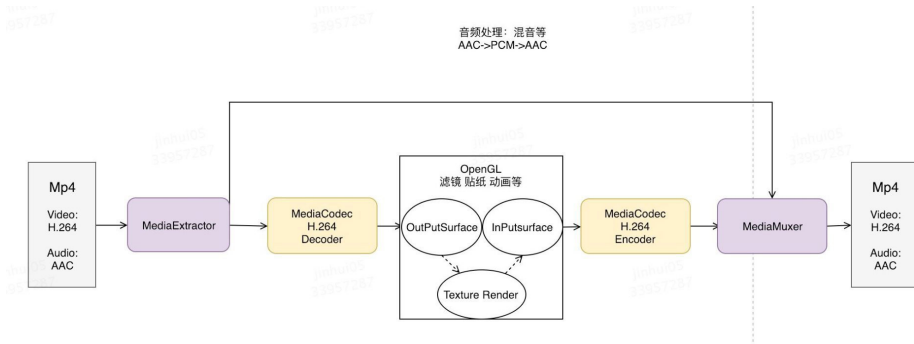 音频处理：混音等
AAC->PCM->AAC
Mp4
Video:
H.264
Audio:
AAC
MediaExtractor
MediaCodec
H.264
Decoder
OpenGL
滤镜 贴纸 动画等
OutPutSurface
InPutsurface
Texture Render
MediaCodec
H.264
Encoder
MediaMuxer
Mp4
Video:
H.264
Audio:
AAC